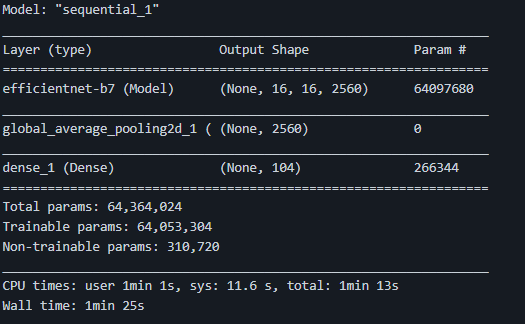 Model: "sequential_1"
_________________________________________________________________
Layer (type)                 Output Shape              Param #
=================================================================
efficientnet-b7 (Model)      (None, 16, 16, 2560)      64097680
_________________________________________________________________
global_average_pooling2d_1 ( (None, 2560)              0
_________________________________________________________________
dense_1 (Dense)              (None, 104)               266344
=================================================================
Total params: 64,364,024
Trainable params: 64,053,304
Non-trainable params: 310,720
_________________________________________________________________
CPU times: user 1min 1s, sys: 11.6 s, total: 1min 13s
Wall time: 1min 25s